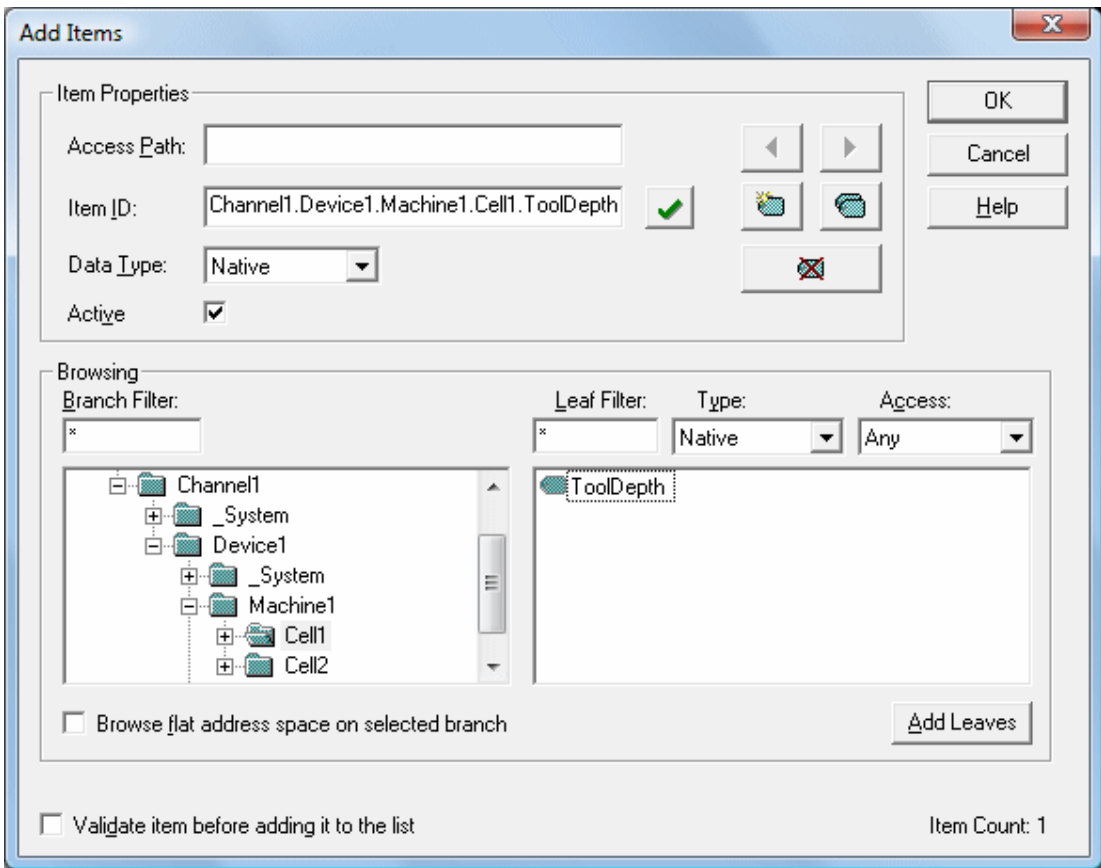 Add Items
Item Properties
OK
Access Path:
Cancel
Item ID: Channel1.Device1.Machine1.Cell1.ToolDepth
Help
Data Type: Native
Active
Browsing
Branch Filter: Leaf Filter: Type: Access:
* * Native Any
Channel1 ToolDepth
_System
Device1
_System
Machine1
Cell1
Cell2
Browse flat address space on selected branch Add Leaves
Validate item before adding it to the list Item Count: 1